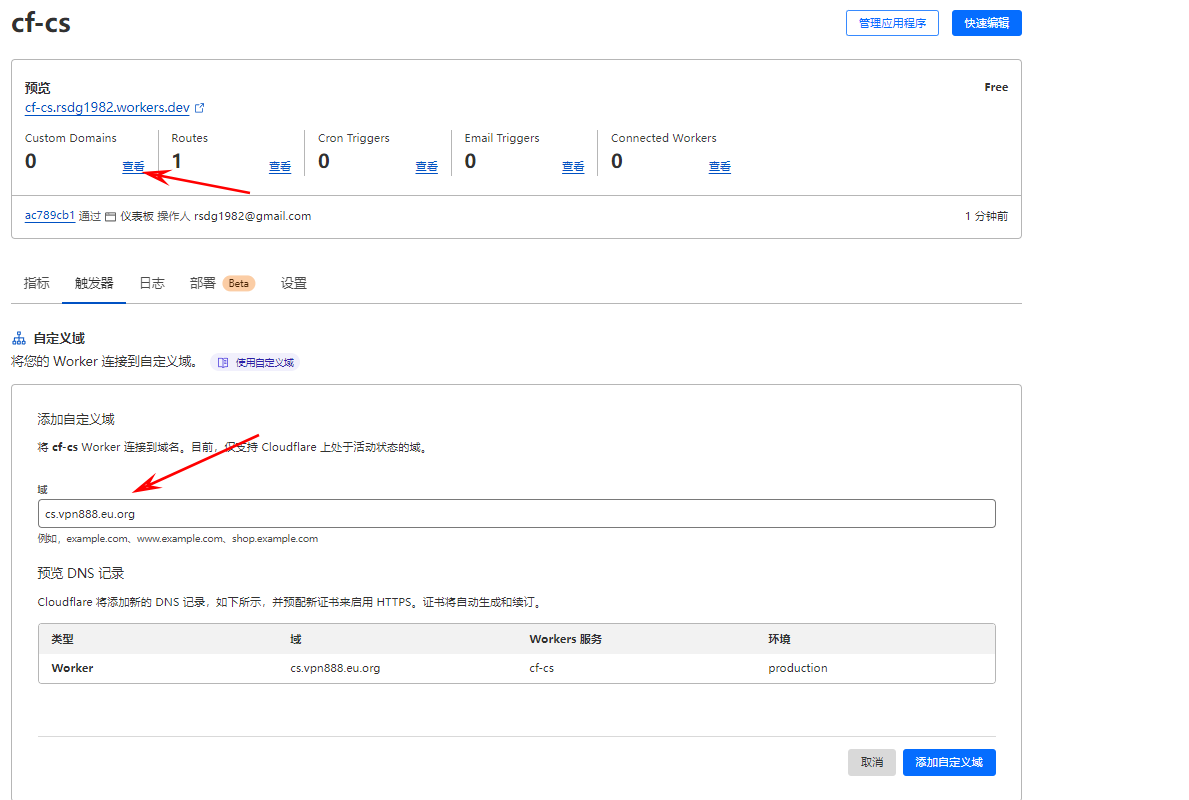 cf-cs
管理应用程序 快速编辑
预览 Free
cf-cs.rsdg1982.workers.dev
Custom Domains Routes Cron Triggers Email Triggers Connected Workers
0 查看 1 查看 0 查看 0 查看 0 查看
ac789cb1 通过 仪表板 操作人 rsdg1982@gmail.com 1 分钟前
指标 触发器 日志 部署 Beta 设置
自定义域
将您的 Worker 连接到自定义域。 使用自定义域
添加自定义域
将 cf-cs Worker 连接到域名。目前，仅支持 Cloudflare 上处于活动状态的域。
域
cs.vpn888.eu.org
例如，example.com、www.example.com、shop.example.com
预览 DNS 记录
Cloudflare 将添加新的 DNS 记录，如下所示，并预配新证书来启用 HTTPS。证书将自动生成和续订。
类型 域 Workers 服务 环境
Worker cs.vpn888.eu.org cf-cs production
取消 添加自定义域